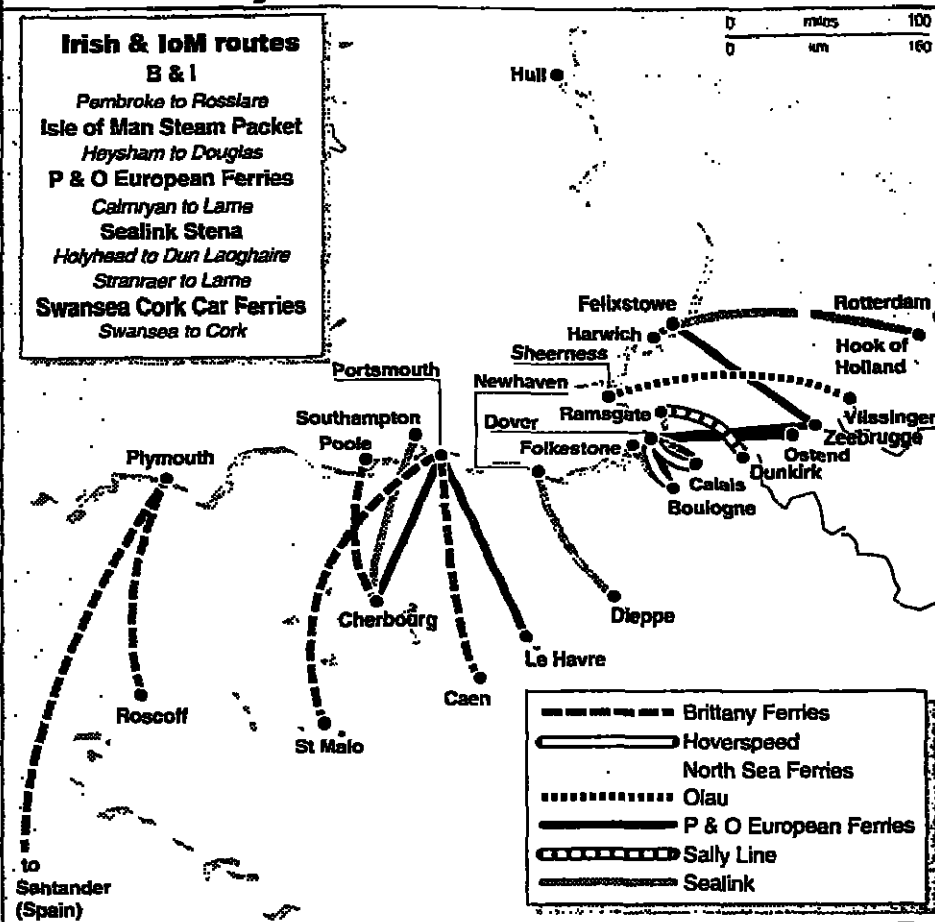 Irish & IoM routes
B & I
Pembroke to Rosslare
Isle of Man Steam Packet
Heysham to Douglas
P & O European Ferries
Cairnryan to Larne
Sealink Stena
Holyhead to Dun Laoghaire
Stranraer to Larne
Swansea Cork Car Ferries
Swansea to Cork
0 miles 100
0 km 160
Hull
Felixstowe
Rotterdam
Harwich
Hook of
Holland
Sheerness
Portsmouth
Newhaven
Ramsgate
Vlissingen
Dover
Zeebrugge
Southampton
Folkestone
Ostend
Poole
Dunkirk
Plymouth
Calais
Boulogne
Cherbourg
Dieppe
Le Havre
Caen
Roscoff
St Malo
to
Santander
(Spain)
Brittany Ferries
Hoverspeed
North Sea Ferries
Olau
P & O European Ferries
Sally Line
Sealink